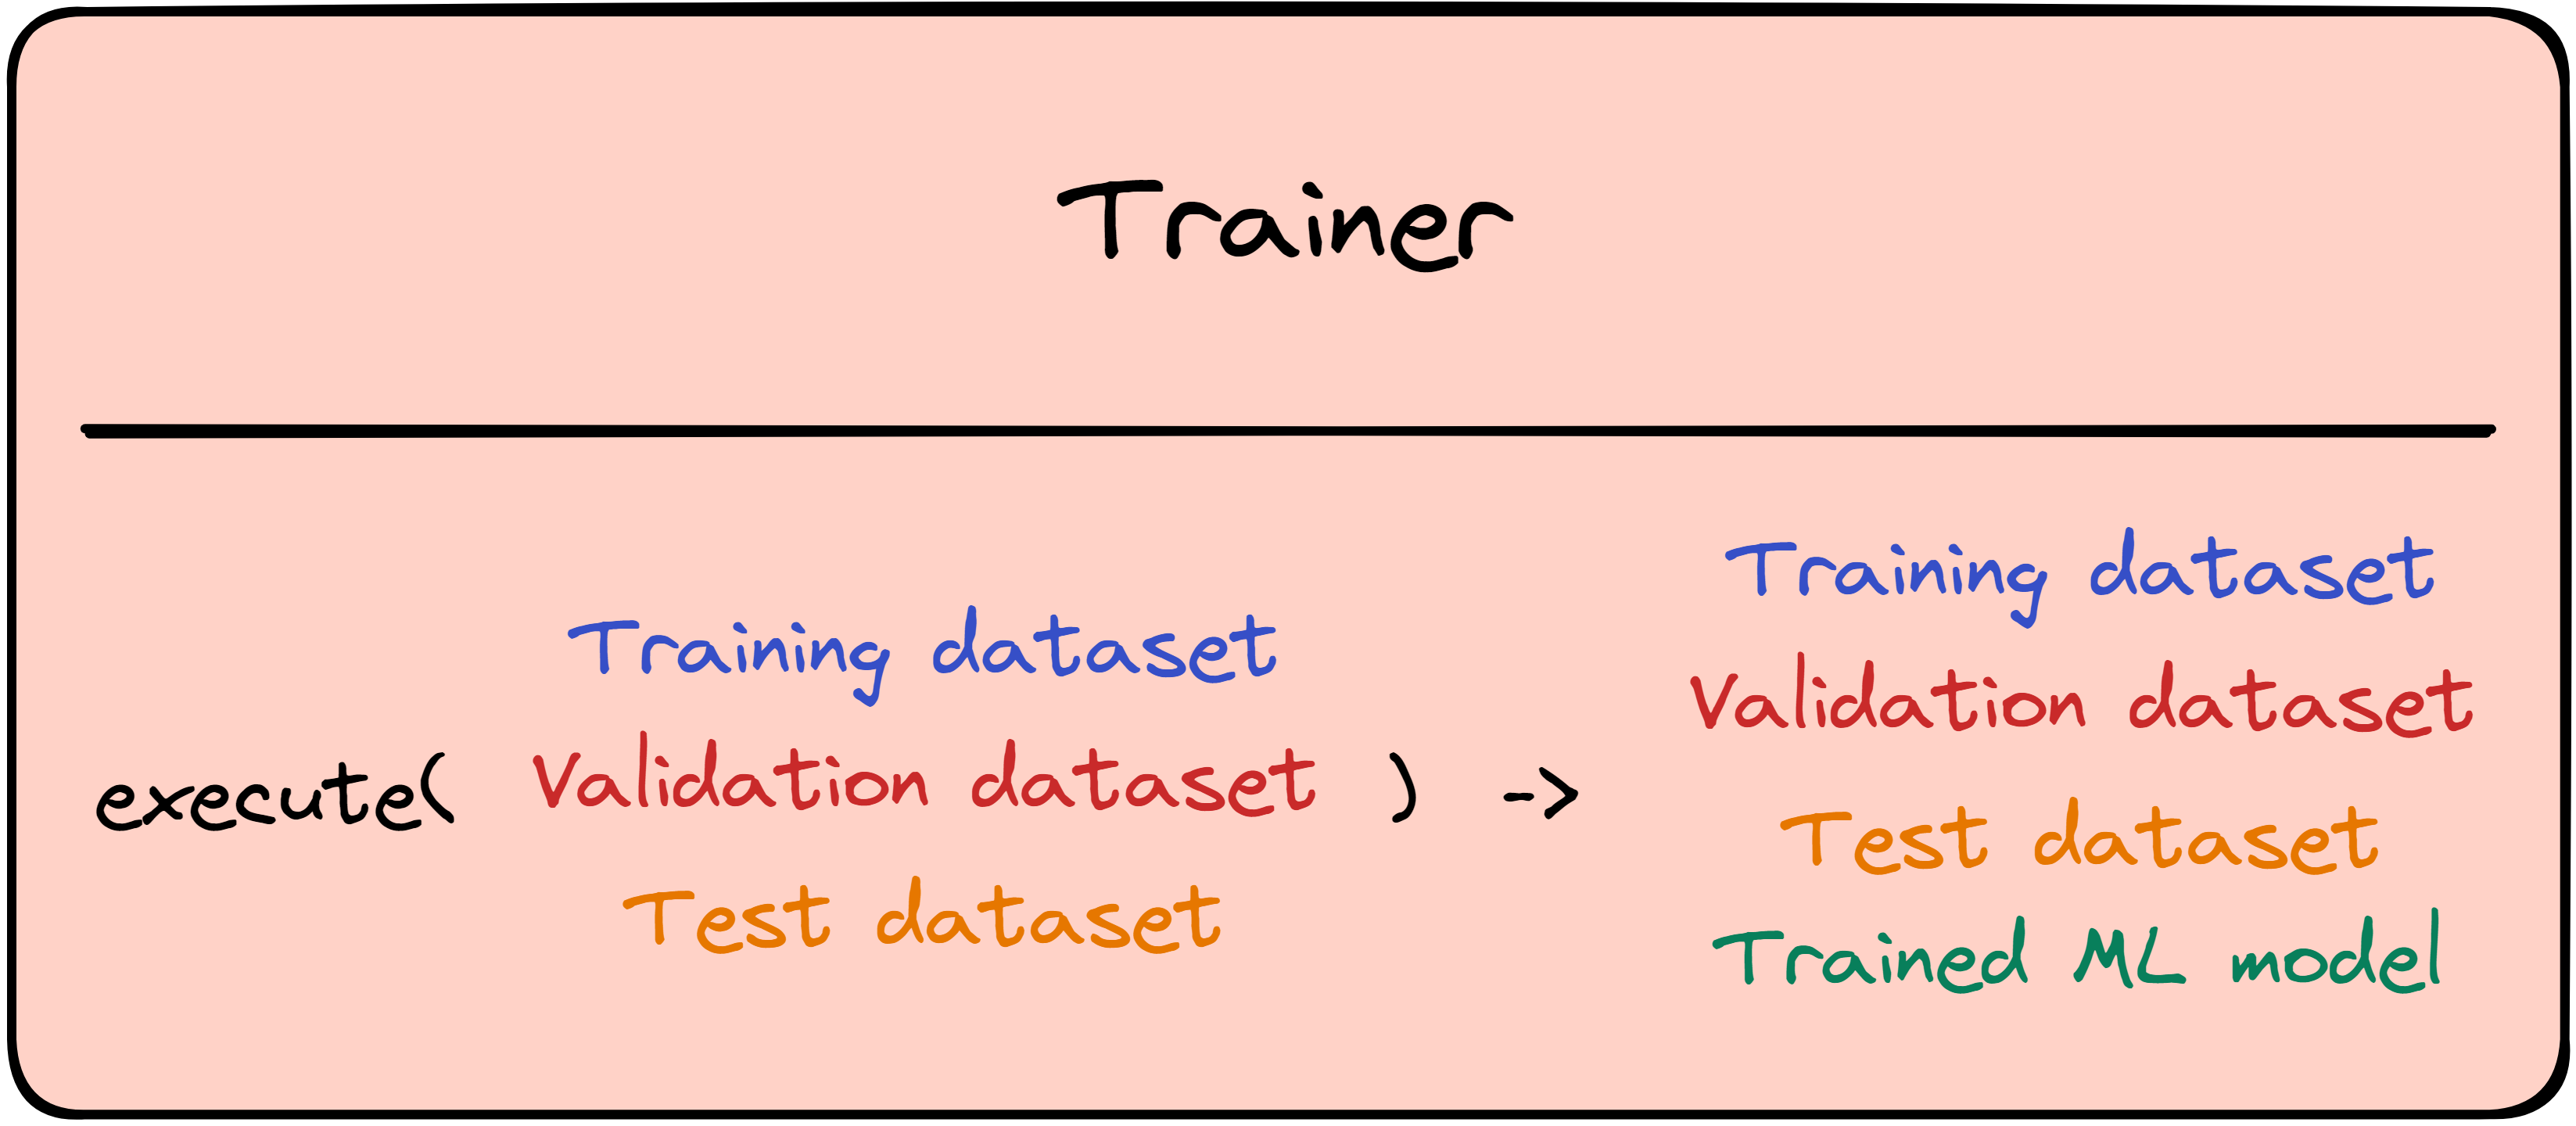 Trainer
execute(
Training dataset
Validation dataset
Test dataset
) ->
Training dataset
Validation dataset
Test dataset
Trained ML model